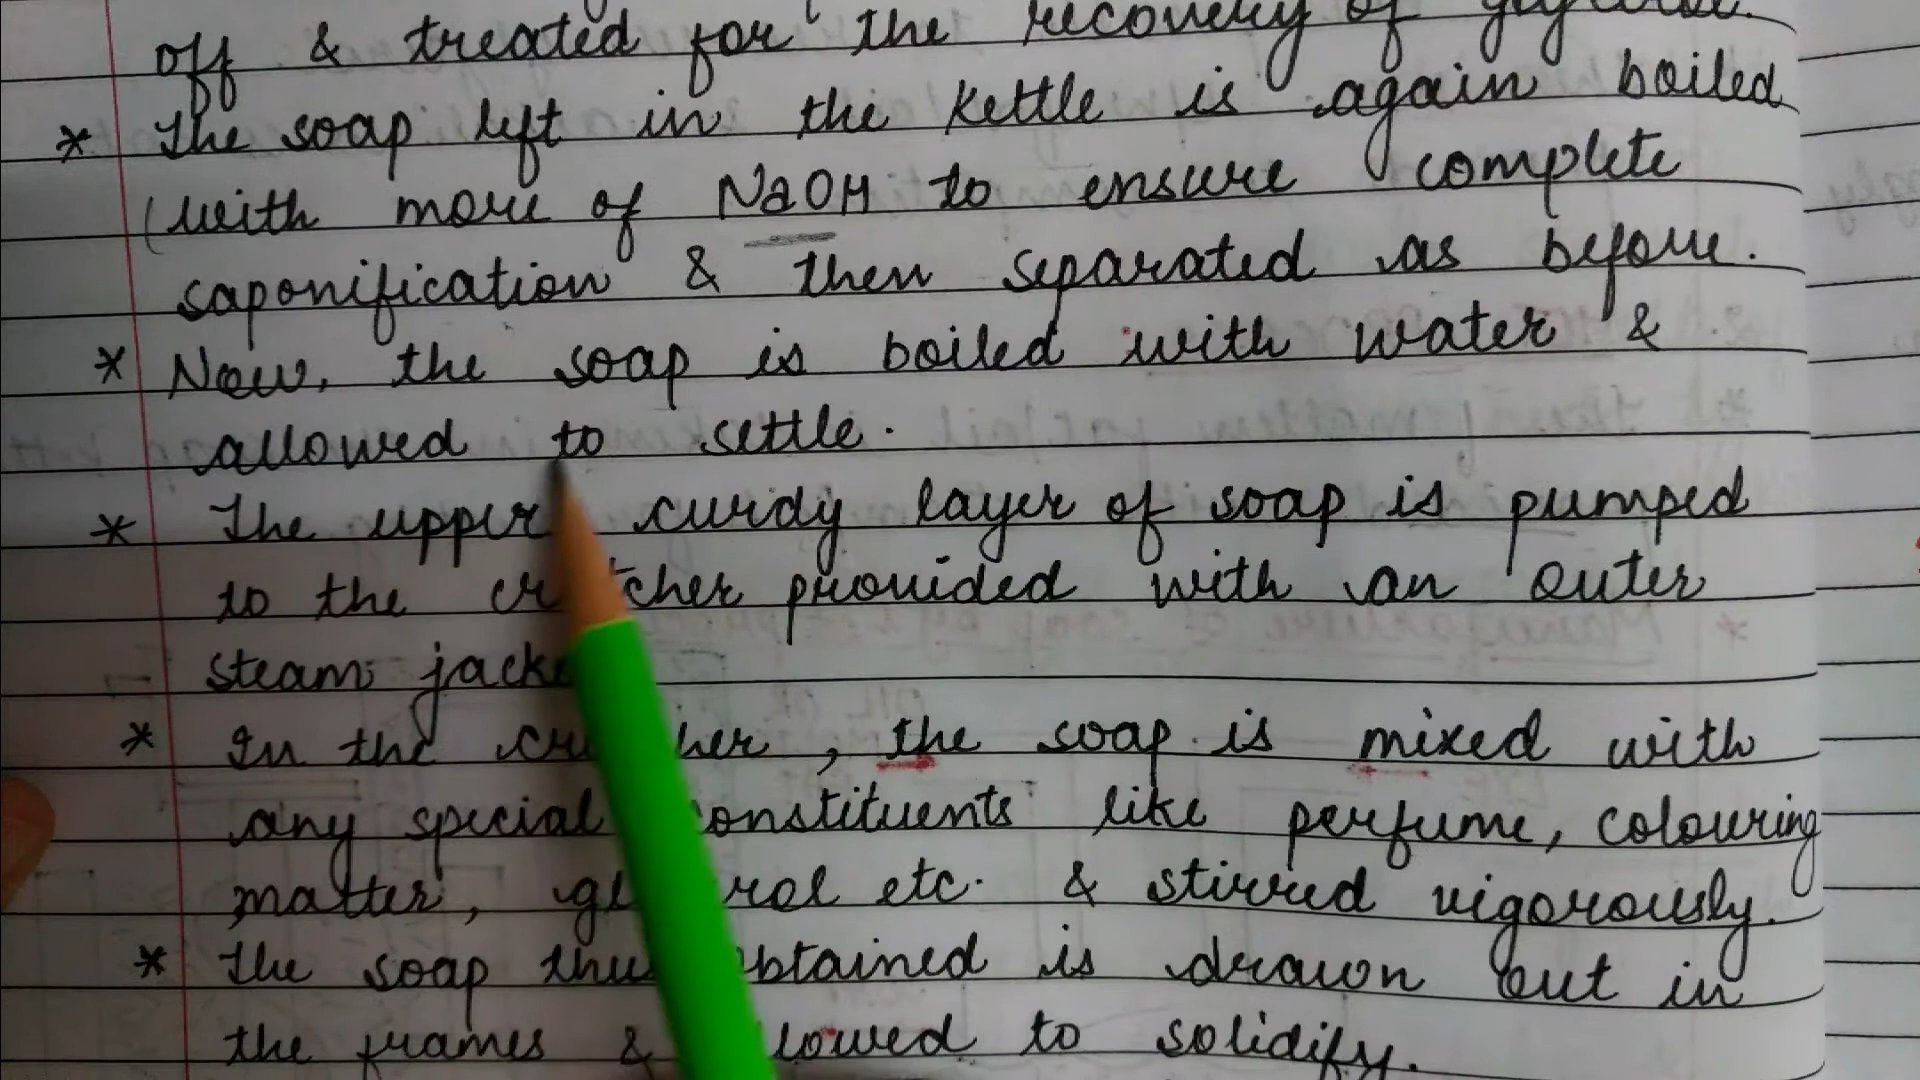 off & treated for the recovery of glycerol.
* The soap left in the kettle is again boiled
(with more of NaOH to ensure complete
saponification & then separated as before.
* Now, the soap is boiled with water &
allowed to settle.
* The upper curdy layer of soap is pumped
to the provided with an outer
steam
* In the , the soap is mixed with
any special like perfume, colouring
matter, etc. & stirred vigorously.
* The soap is drawn out in
the frames & to solidify.